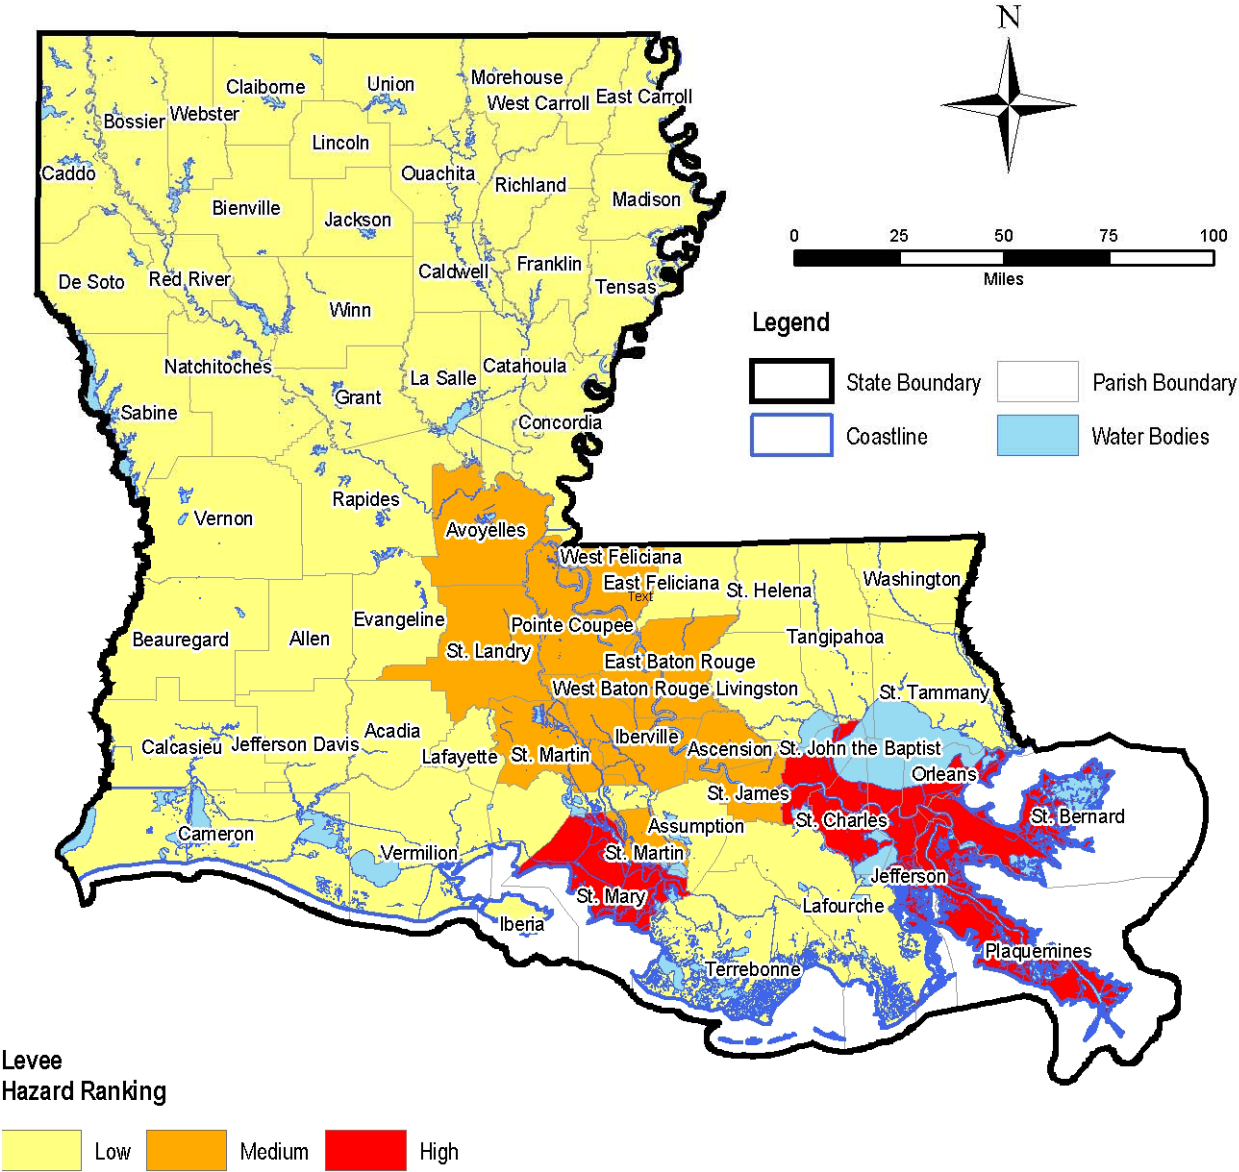 N
0 25 50 75 100
Miles
Legend
State Boundary
Parish Boundary
Coastline
Water Bodies
Claiborne
Union
Morehouse
West Carroll
East Carroll
Bossier
Webster
Lincoln
Caddo
Ouachita
Richland
Madison
Bienville
Jackson
De Soto
Red River
Caldwell
Franklin
Tensas
Winn
Natchitoches
La Salle
Catahoula
Grant
Sabine
Concordia
Rapides
Vernon
Avoyelles
West Feliciana
East Feliciana
Text
St. Helena
Washington
Evangeline
Pointe Coupee
Beauregard
Allen
Tangipahoa
St. Landry
East Baton Rouge
West Baton Rouge
Livingston
St. Tammany
Acadia
Calcasieu
Jefferson Davis
Lafayette
St. Martin
Iberville
Ascension
St. John the Baptist
Orleans
St. James
St. Charles
St. Bernard
Cameron
Assumption
Vermilion
St. Martin
Jefferson
St. Mary
Lafourche
Iberia
Plaquemines
Terrebonne
Levee
Hazard Ranking
Low
Medium
High